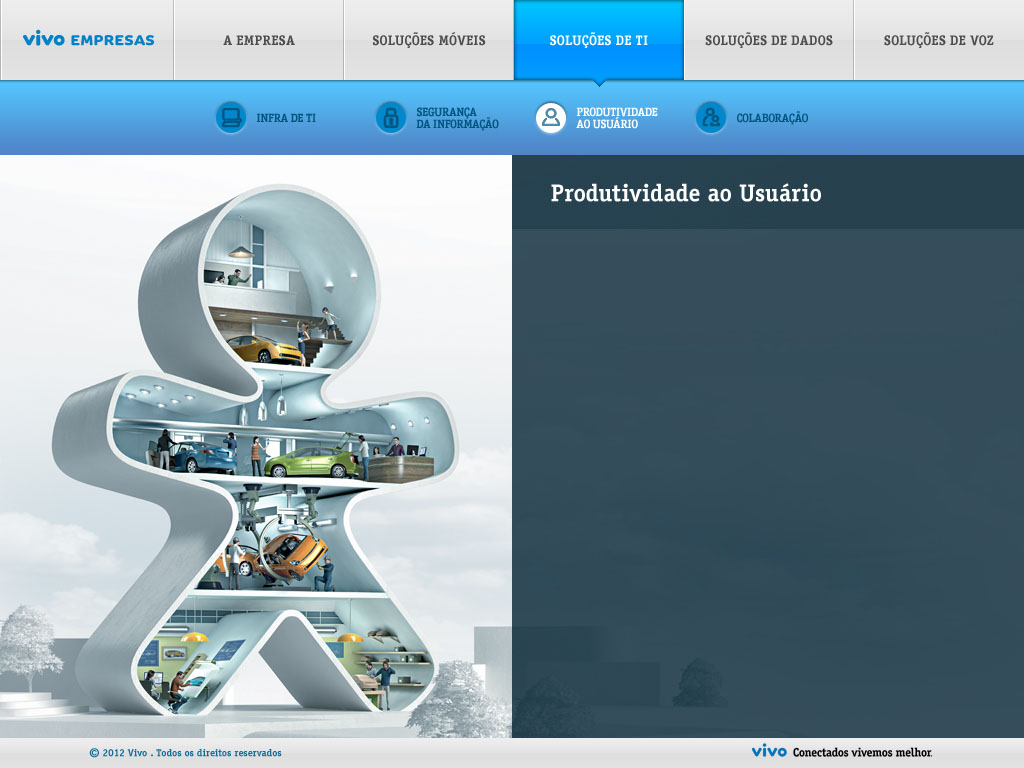 vivo EMPRESAS
A EMPRESA
SOLUÇÕES MÓVEIS
SOLUÇÕES DE TI
SOLUÇÕES DE DADOS
SOLUÇÕES DE VOZ
INFRA DE TI
SEGURANÇA
DA INFORMAÇÃO
PRODUTIVIDADE
AO USUÁRIO
COLABORAÇÃO
Produtividade ao Usuário
© 2012 Vivo . Todos os direitos reservados
vivo Conectados vivemos melhor.